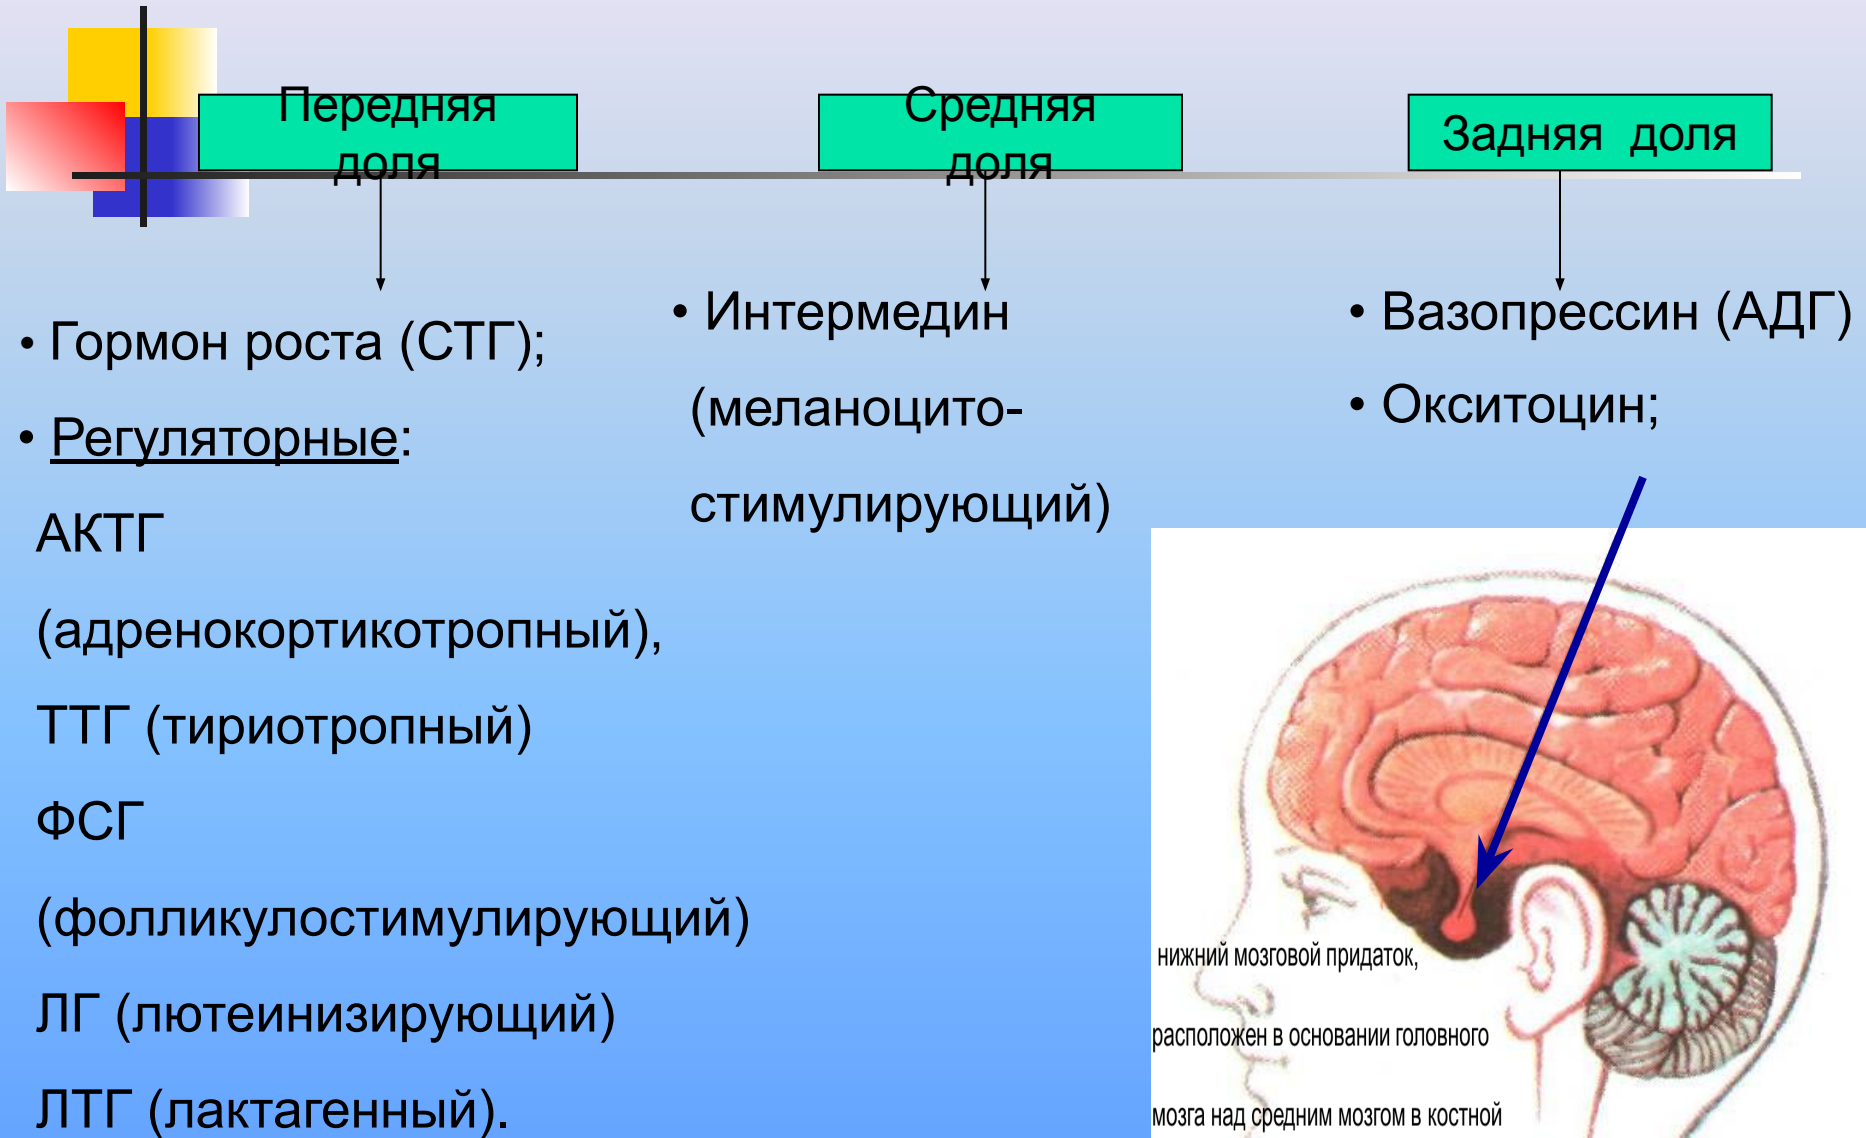 Передняя
доля
Средняя
доля
Задняя доля
• Гормон роста (СТГ);
• Регуляторные:
АКТГ
(адренокортикотропный),
ТТГ (тириотропный)
ФСГ
(фолликулостимулирующий)
ЛГ (лютеинизирующий)
ЛТГ (лактагенный).
• Интермедин
(меланоцито-
стимулирующий)
• Вазопрессин (АДГ)
• Окситоцин;
нижний мозговой придаток,
расположен в основании головного
мозга над средним мозгом в костной